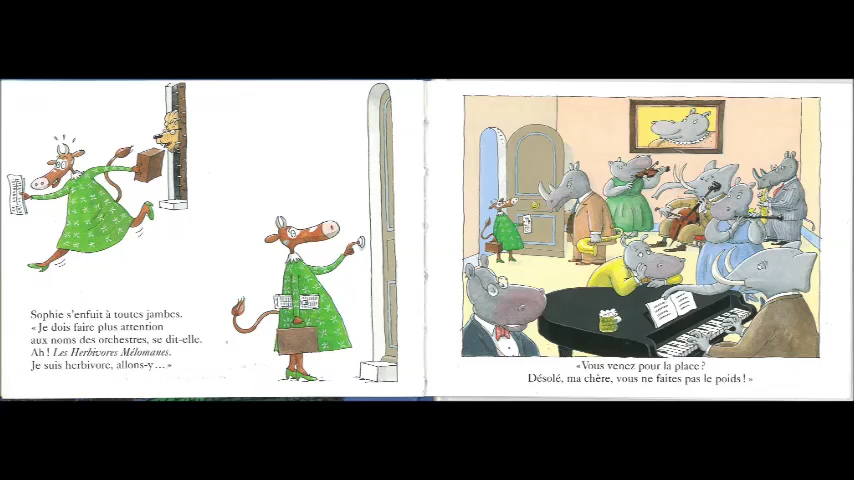 Sophie s'enfuit à toutes jambes.
« Je dois faire plus attention
aux noms des orchestres, se dit-elle.
Ah ! Les Herbivores Mélomanes.
Je suis herbivore, allons-y… »
« Vous venez pour la place ?
Désolé, ma chère, vous ne faites pas le poids ! »